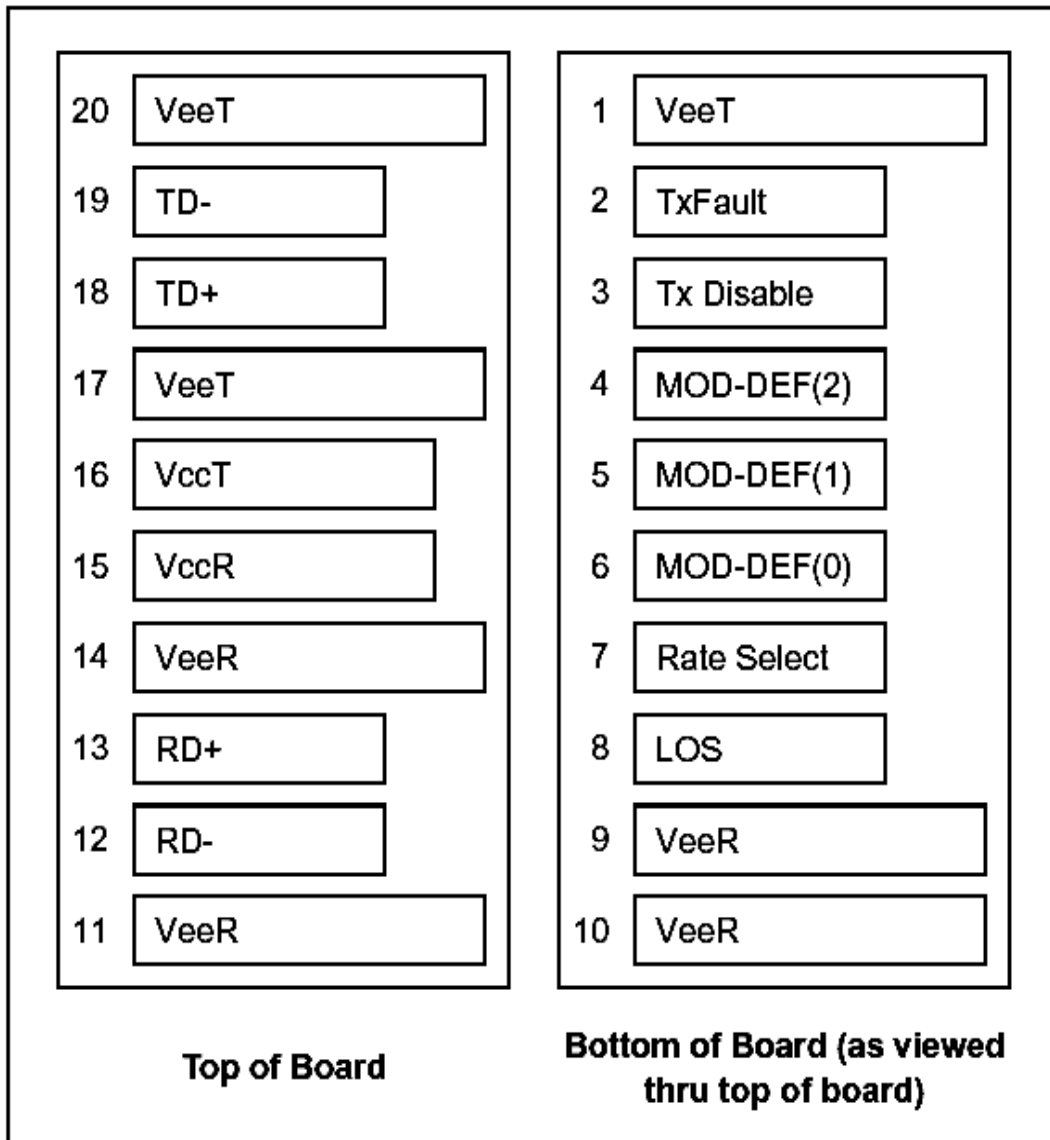 20 VeeT
19 TD-
18 TD+
17 VeeT
16 VccT
15 VccR
14 VeeR
13 RD+
12 RD-
11 VeeR
Top of Board
1 VeeT
2 TxFault
3 Tx Disable
4 MOD-DEF(2)
5 MOD-DEF(1)
6 MOD-DEF(0)
7 Rate Select
8 LOS
9 VeeR
10 VeeR
Bottom of Board (as viewed
thru top of board)